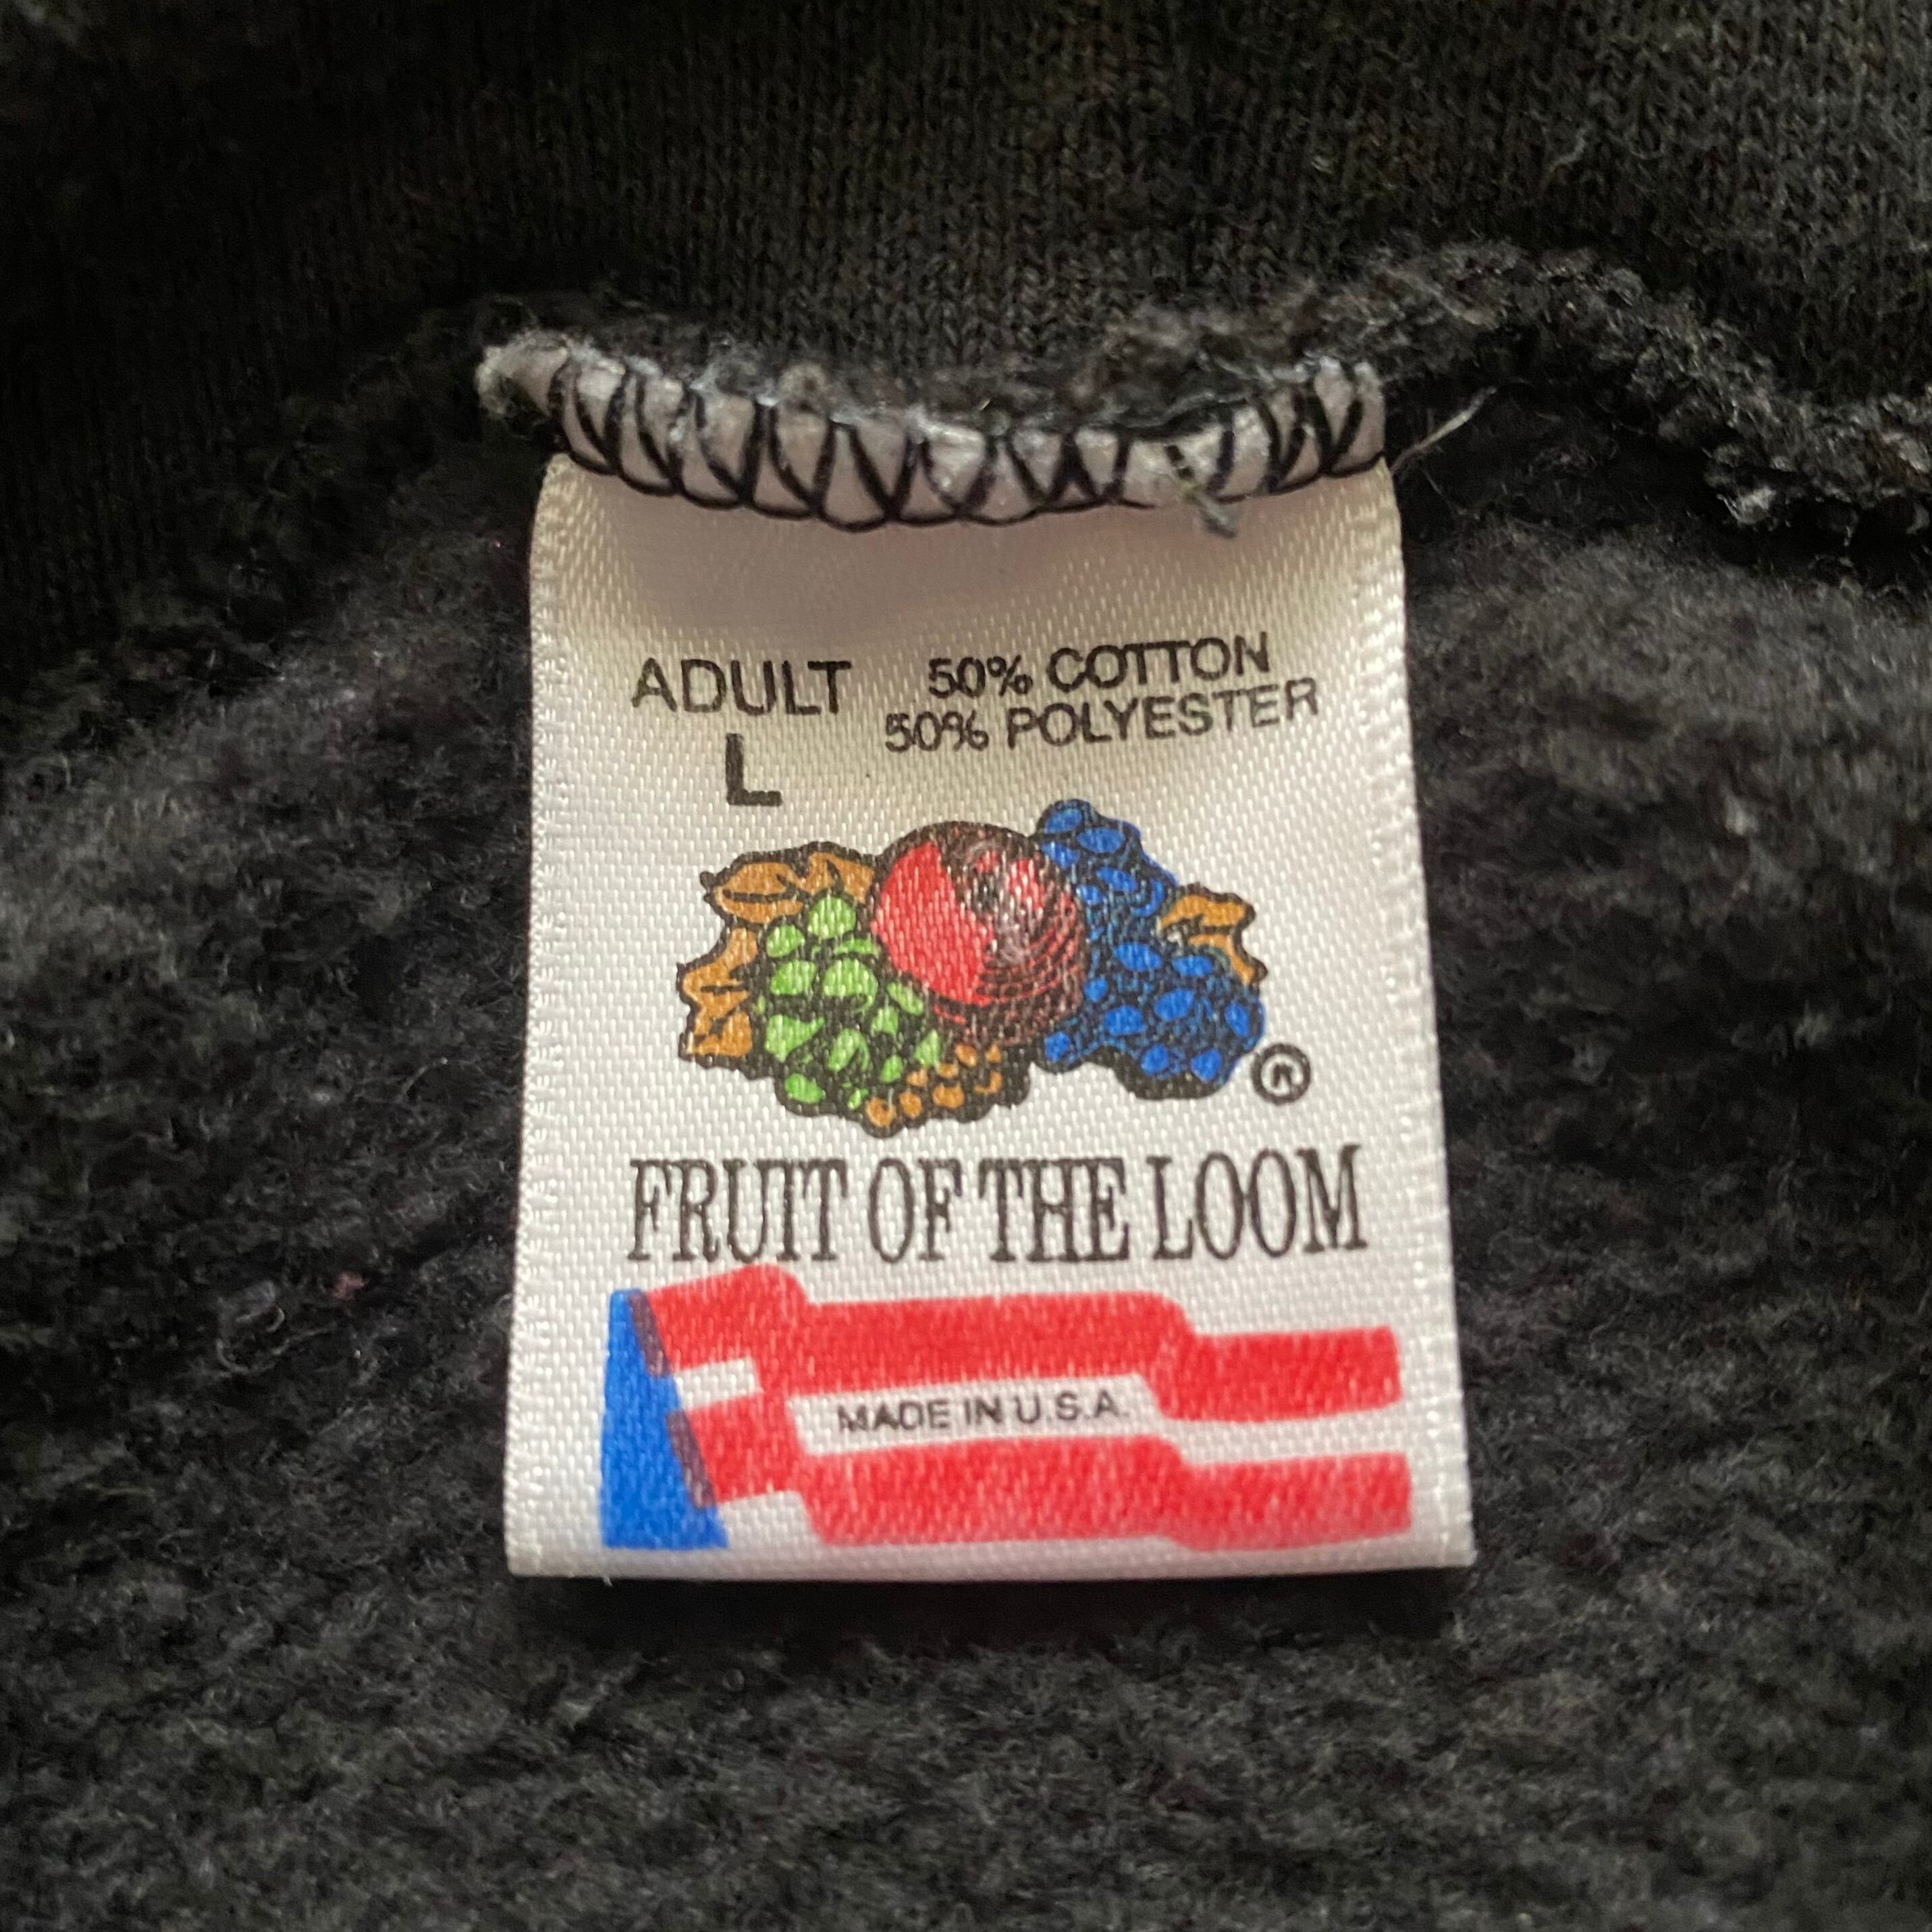 ADULT
L
50% COTTON
50% POLYESTER
®
FRUIT OF THE LOOM
MADE IN U.S.A.